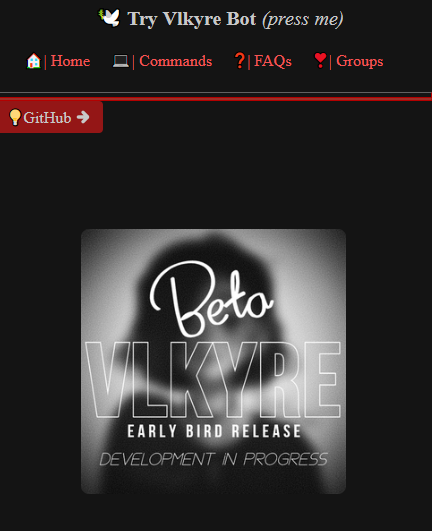 🕊️ Try Vlkyre Bot (press me)
🏠| Home 💻| Commands ❓| FAQs ❣| Groups
💡GitHub ➔
Beta
VLKYRE
EARLY BIRD RELEASE
DEVELOPMENT IN PROGRESS